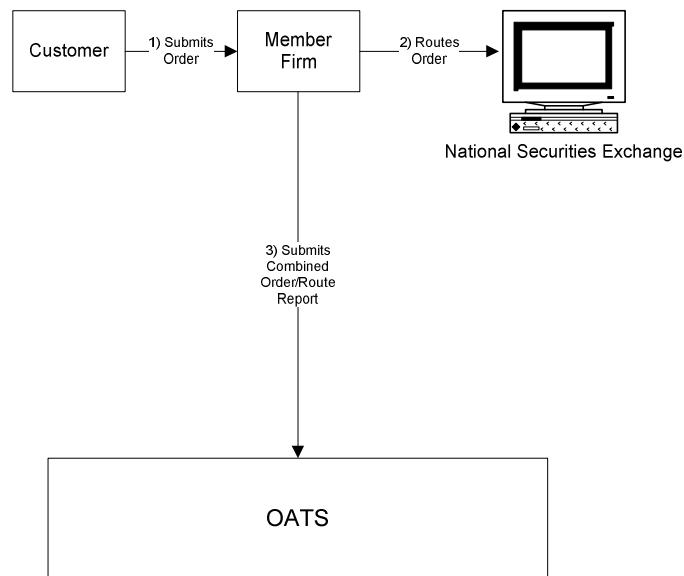 Customer
1) Submits
Order
Member
Firm
2) Routes
Order
National Securities Exchange
3) Submits
Combined
Order/Route
Report
OATS